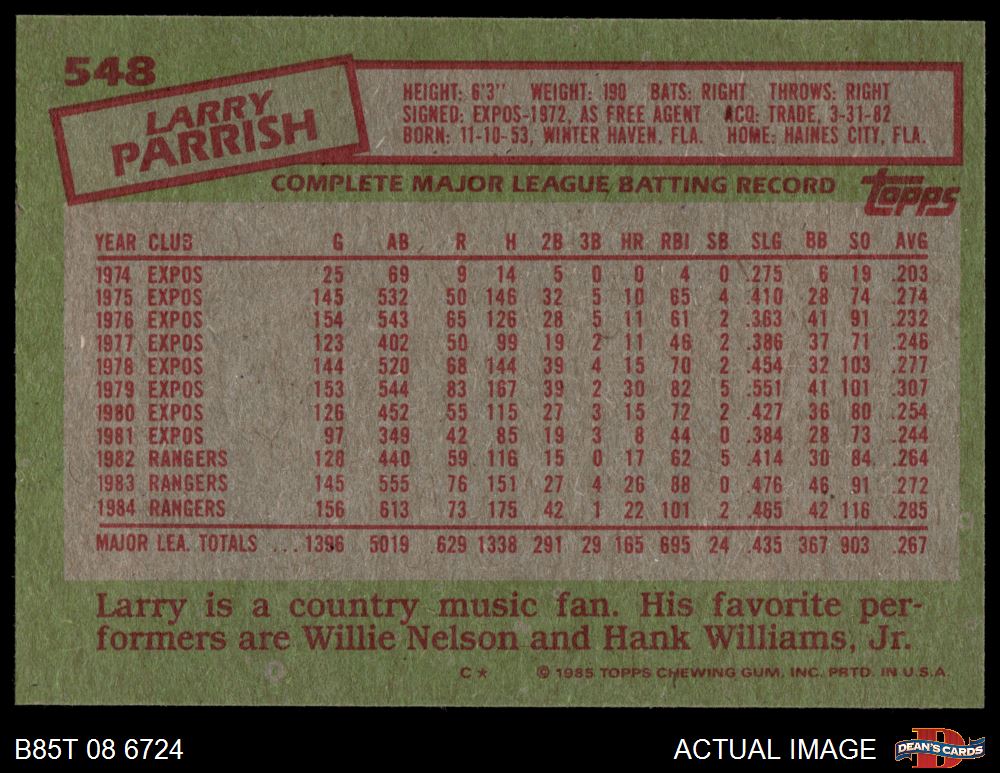 548
LARRY
PARRISH
HEIGHT: 6'3" WEIGHT: 190 BATS: RIGHT THROWS: RIGHT
SIGNED: EXPOS-1972, AS FREE AGENT ACQ: TRADE, 3-31-82
BORN: 11-10-53, WINTER HAVEN, FLA. HOME: HAINES CITY, FLA.
COMPLETE MAJOR LEAGUE BATTING RECORD
topps
YEAR CLUB G AB R H 2B 3B HR RBI SB SLG BB SO AVG
1974 EXPOS 25 69 9 14 5 0 0 4 0 .275 6 19 .203
1975 EXPOS 145 532 50 146 32 5 10 65 4 .410 28 74 .274
1976 EXPOS 154 543 65 126 28 5 11 61 2 .363 41 91 .232
1977 EXPOS 123 402 50 99 19 2 11 46 2 .386 37 71 .246
1978 EXPOS 144 520 68 144 39 4 15 70 2 .454 32 103 .277
1979 EXPOS 153 544 83 167 39 2 30 82 5 .551 41 101 .307
1980 EXPOS 126 452 55 115 27 3 15 72 2 .427 36 80 .254
1981 EXPOS 97 349 42 85 19 3 8 44 0 .384 28 73 .244
1982 RANGERS 128 440 59 116 15 0 17 62 5 .414 30 84 .264
1983 RANGERS 145 555 76 151 27 4 26 88 0 .476 46 91 .272
1984 RANGERS 156 613 73 175 42 1 22 101 2 .465 42 116 .285
MAJOR LEA. TOTALS ... 1396 5019 629 1338 291 29 165 695 24 .435 367 903 .267
Larry is a country music fan. His favorite per-
formers are Willie Nelson and Hank Williams, Jr.
C★ © 1985 TOPPS CHEWING GUM, INC. PRTD. IN U.S.A.
B85T 08 6724 ACTUAL IMAGE D DEAN'S CARDS